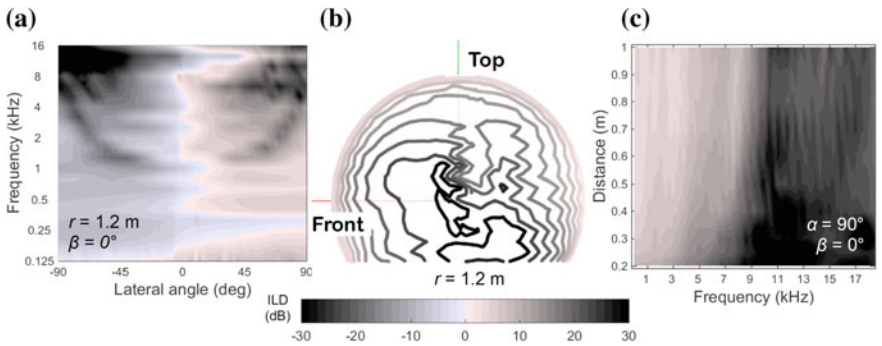 (a)
(b)
(c)
Frequency (kHz)
16
8
4
2
1
0.5
0.25
0.125
r = 1.2 m
β = 0°
-90
-45
0
45
90
Lateral angle (deg)
Top
Front
r = 1.2 m
Distance (m)
1
0.9
0.8
0.7
0.6
0.5
0.4
0.3
0.2
α = 90°
β = 0°
1 3 5 7 9 11 13 15 17
Frequency (kHz)
ILD
(dB)
-30 -20 -10 0 10 20 30